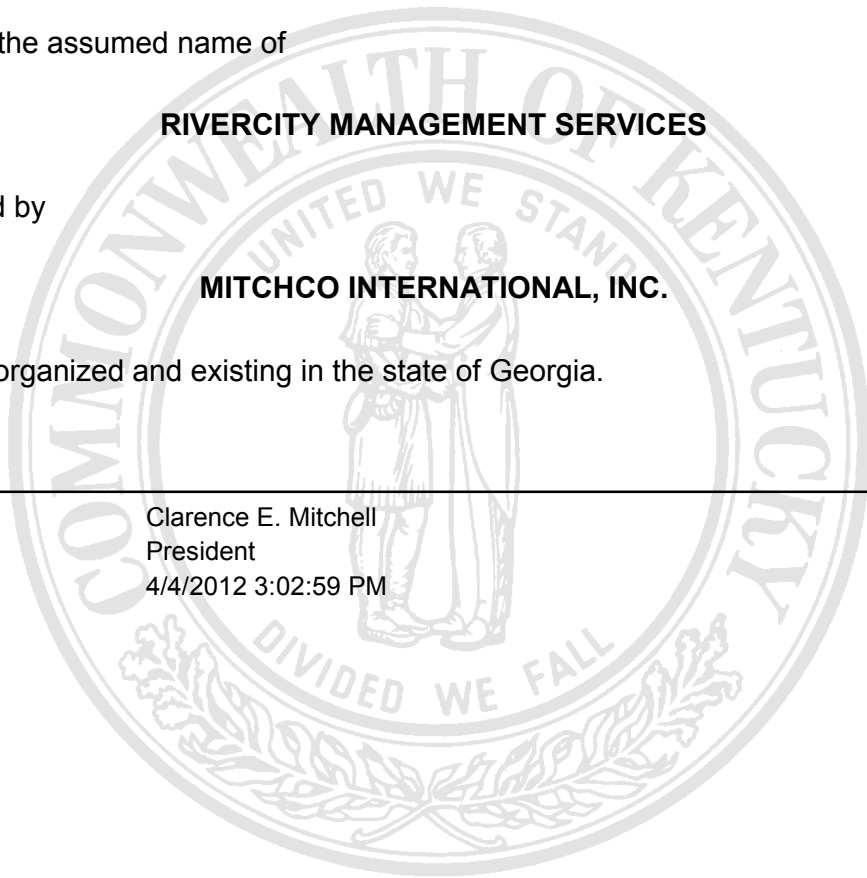 the assumed name of
RIVERCITY MANAGEMENT SERVICES
d by
MITCHCO INTERNATIONAL, INC.
organized and existing in the state of Georgia.
Clarence E. Mitchell
President
4/4/2012 3:02:59 PM
COMMONWEALTH OF KENTUCKY
UNITED WE STAND
DIVIDED WE FALL